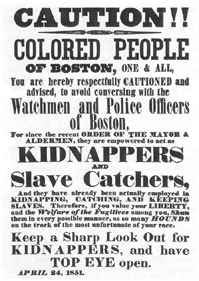 CAUTION!!
COLORED PEOPLE
OF BOSTON, ONE & ALL,
You are hereby respectfully CAUTIONED and
advised, to avoid conversing with the
Watchmen and Police Officers
of Boston,
For since the recent ORDER OF THE MAYOR &
ALDERMEN, they are empowered to act as
KIDNAPPERS
AND
Slave Catchers,
And they have already been actually employed in
KIDNAPPING, CATCHING, AND KEEPING
SLAVES. Therefore, if you value your LIBERTY,
and the Welfare of the Fugitives among you, Shun
them in every possible manner, as so many HOUNDS
on the track of the most unfortunate of your race.
Keep a Sharp Look Out for
KIDNAPPERS, and have
TOP EYE open.
APRIL 24, 1851.